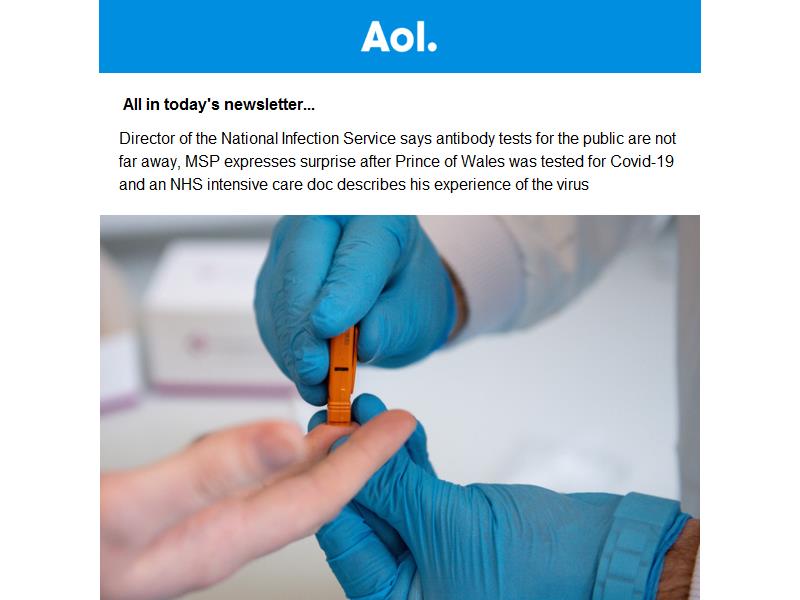 Aol.
All in today's newsletter...
Director of the National Infection Service says antibody tests for the public are not
far away, MSP expresses surprise after Prince of Wales was tested for Covid-19
and an NHS intensive care doc describes his experience of the virus